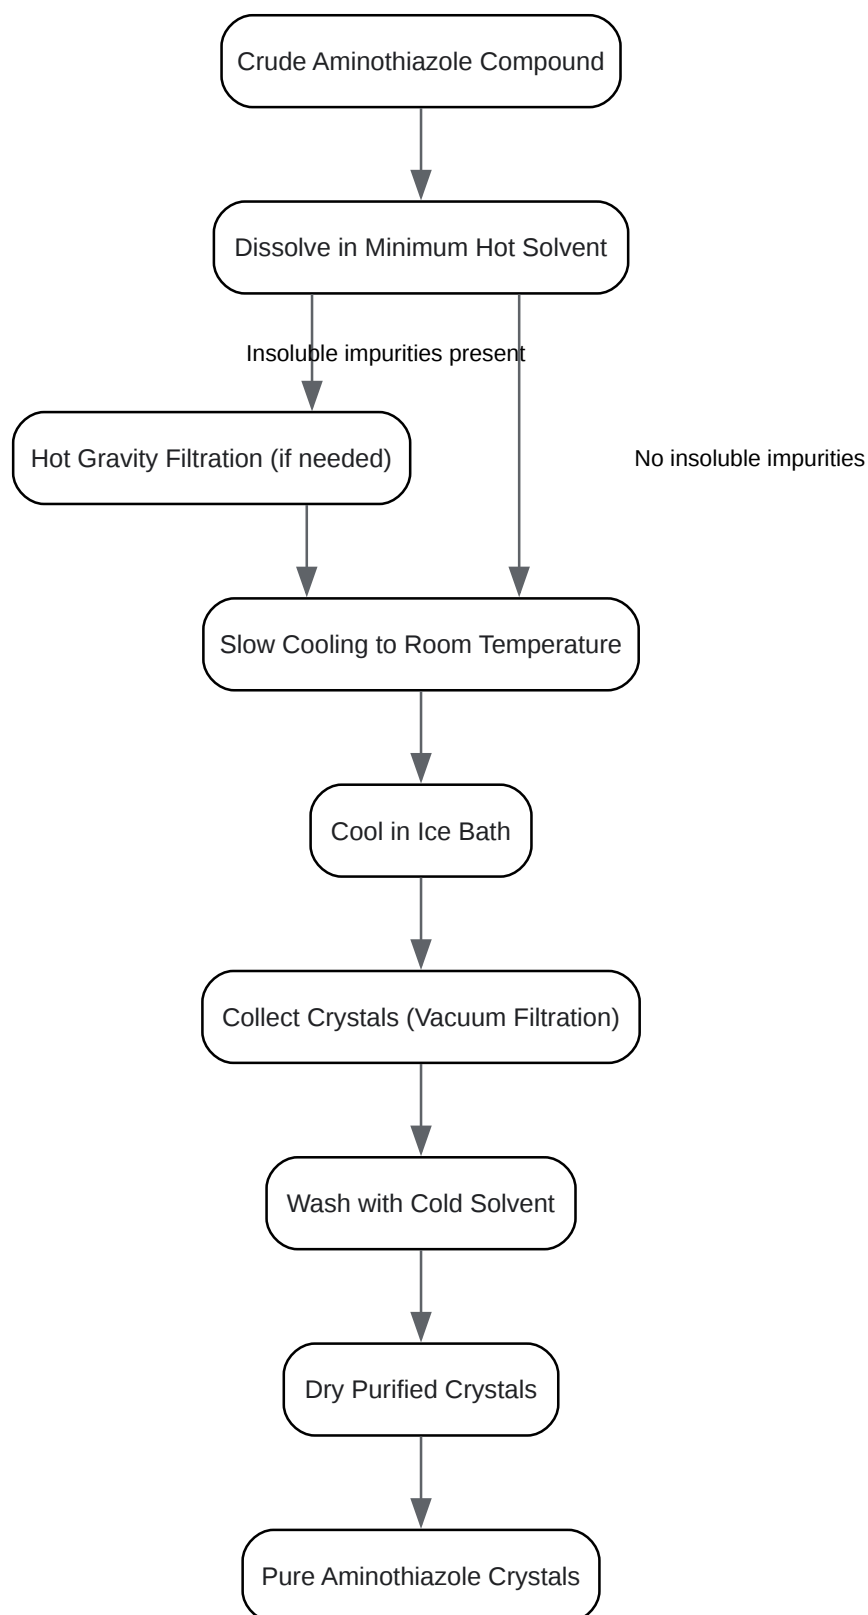 Crude Aminothiazole Compound
Dissolve in Minimum Hot Solvent
Insoluble impurities present
Hot Gravity Filtration (if needed)
No insoluble impurities
Slow Cooling to Room Temperature
Cool in Ice Bath
Collect Crystals (Vacuum Filtration)
Wash with Cold Solvent
Dry Purified Crystals
Pure Aminothiazole Crystals